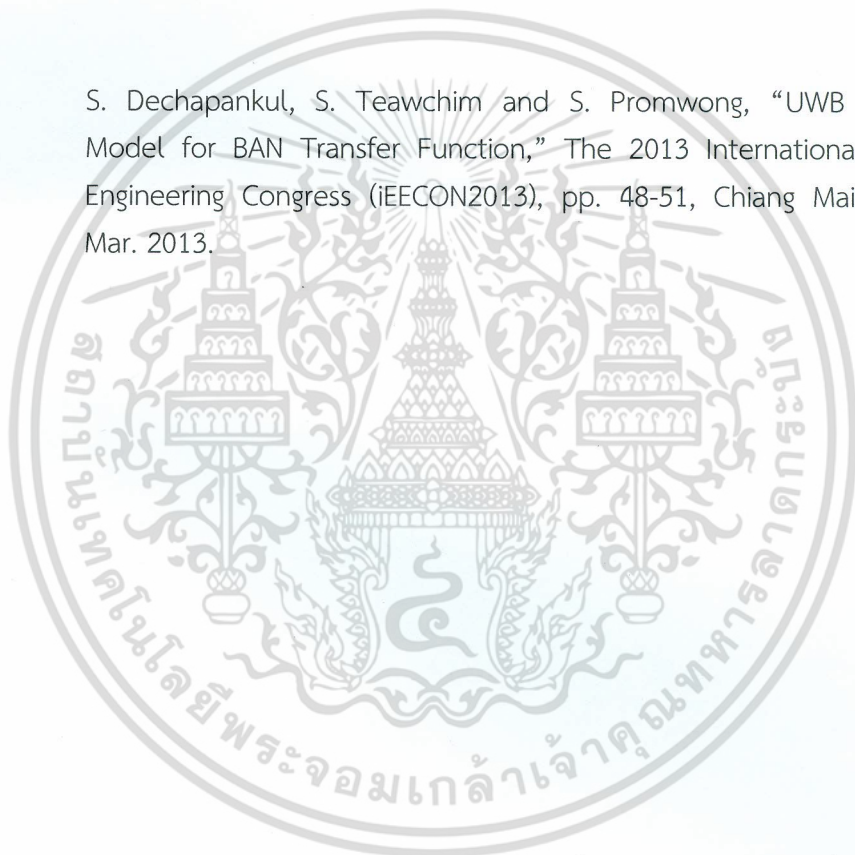 S. Dechapankul, S. Teawchim and S. Promwong, “UWB
Model for BAN Transfer Function,” The 2013 Internationa
Engineering Congress (iEECON2013), pp. 48-51, Chiang Mai
Mar. 2013.
สถาบันเทคโนโลยีพระจอมเกล้าเจ้าคุณทหารลาดกระบัง